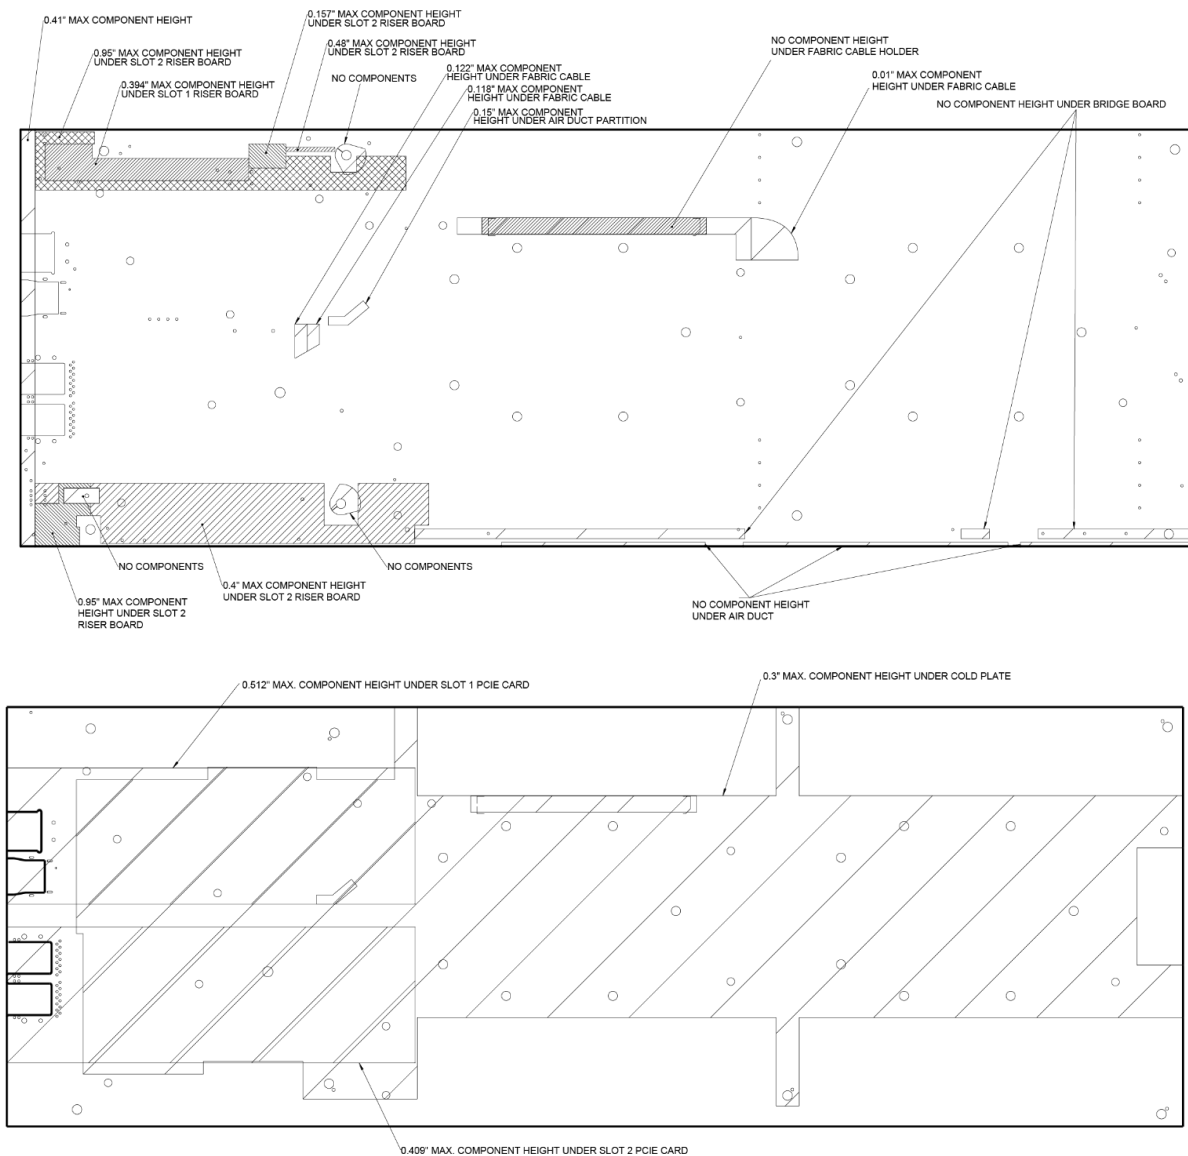 0.41" MAX COMPONENT HEIGHT
0.157" MAX COMPONENT HEIGHT
UNDER SLOT 2 RISER BOARD
0.95" MAX COMPONENT HEIGHT
UNDER SLOT 2 RISER BOARD
0.48" MAX COMPONENT HEIGHT
UNDER SLOT 2 RISER BOARD
0.394" MAX COMPONENT HEIGHT
UNDER SLOT 1 RISER BOARD
NO COMPONENTS
0.122" MAX COMPONENT
HEIGHT UNDER FABRIC CABLE
0.118" MAX COMPONENT
HEIGHT UNDER FABRIC CABLE
0.15" MAX COMPONENT
HEIGHT UNDER AIR DUCT PARTITION
NO COMPONENT HEIGHT
UNDER FABRIC CABLE HOLDER
0.01" MAX COMPONENT
HEIGHT UNDER FABRIC CABLE
NO COMPONENT HEIGHT UNDER BRIDGE BOARD
NO COMPONENTS
NO COMPONENTS
0.4" MAX COMPONENT HEIGHT
UNDER SLOT 2 RISER BOARD
0.95" MAX COMPONENT
HEIGHT UNDER SLOT 2
RISER BOARD
NO COMPONENT HEIGHT
UNDER AIR DUCT
0.512" MAX. COMPONENT HEIGHT UNDER SLOT 1 PCIE CARD
0.3" MAX. COMPONENT HEIGHT UNDER COLD PLATE
0.409" MAX. COMPONENT HEIGHT UNDER SLOT 2 PCIE CARD